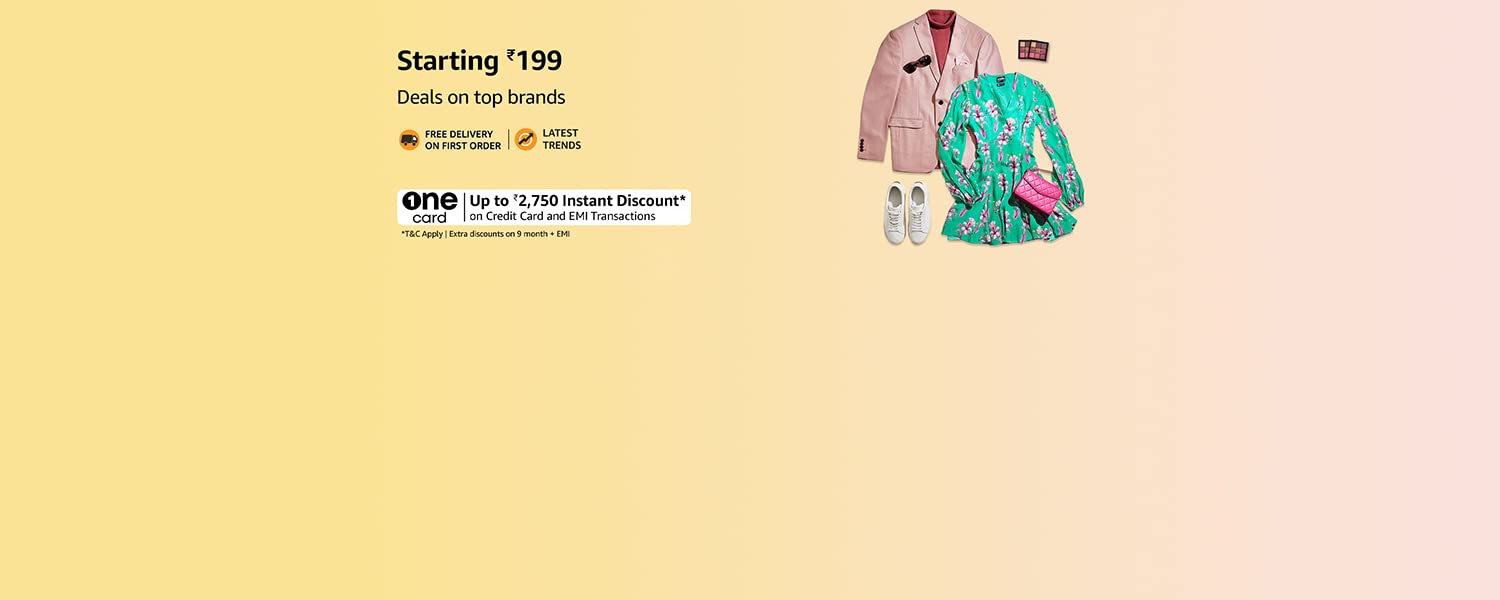 Starting ₹199
Deals on top brands
FREE DELIVERY
ON FIRST ORDER
LATEST
TRENDS
one
card
Up to ₹2,750 Instant Discount*
on Credit Card and EMI Transactions
*T&C Apply | Extra discounts on 9 month + EMI